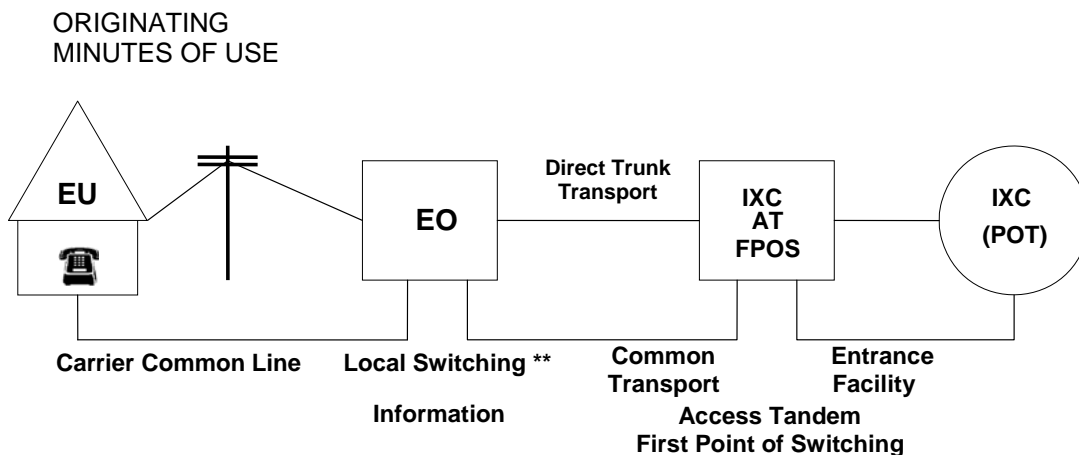 ORIGINATING
MINUTES OF USE
EU
EO
Direct Trunk
Transport
IXC
AT
FPOS
IXC
(POT)
Carrier Common Line
Local Switching **
Information
Common
Transport
Entrance
Facility
Access Tandem
First Point of Switching